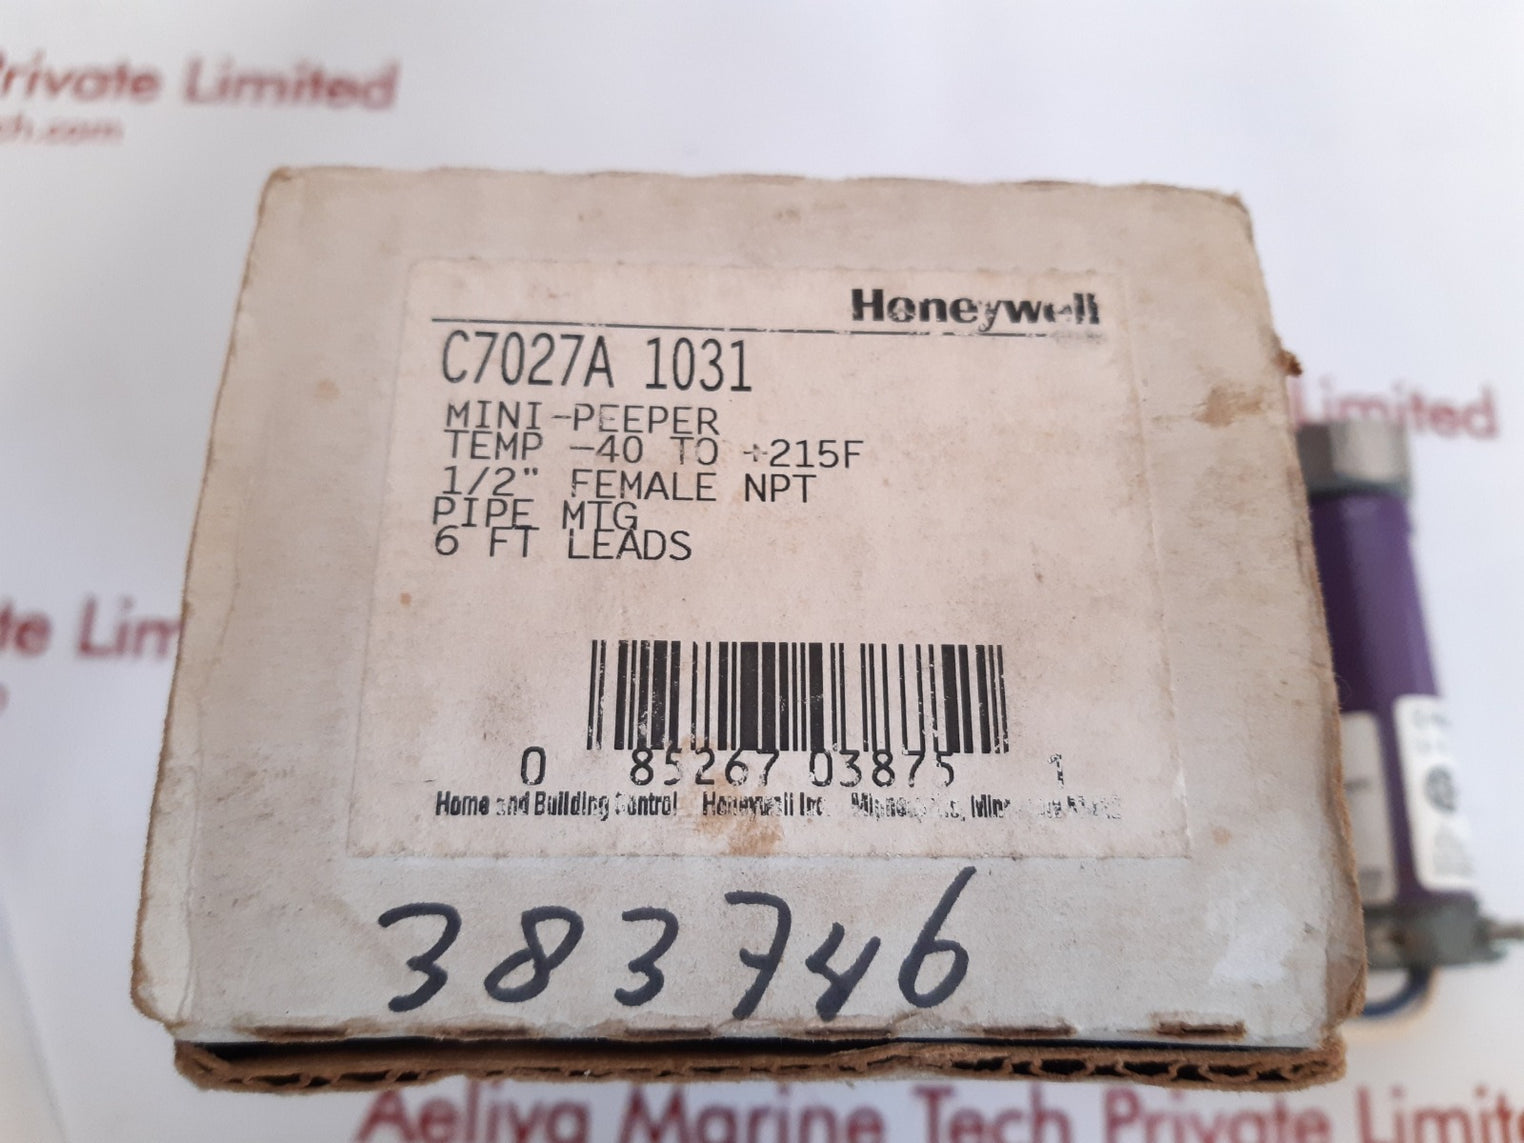 Private Limited
Honeywell
C7027A 1031
MINI-PEEPER
TEMP -40 TO +215F
1/2" FEMALE NPT
PIPE MTG
6 FT LEADS
Limited
0 85267 03875 1
Home and Building Control Honeywell Inc.
383746
Aeliya Marine Tech Private Limite